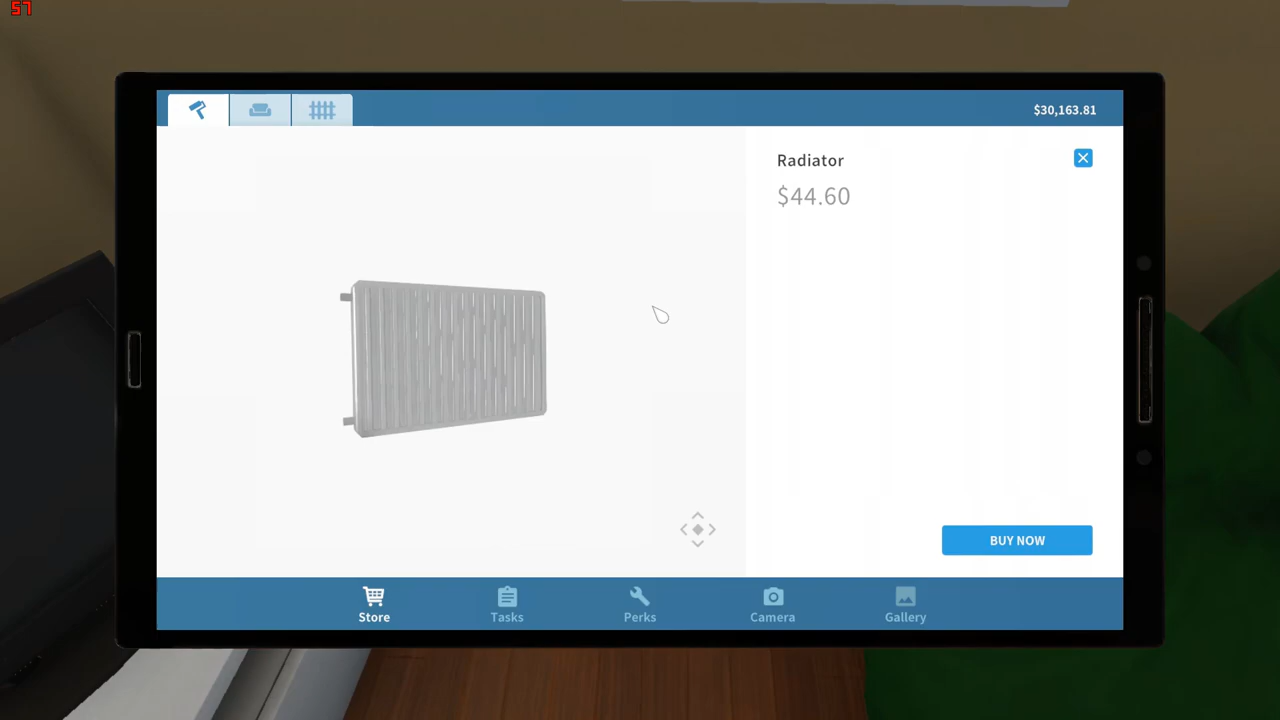 57
$30,163.81
Radiator
$44.60
BUY NOW
Store
Tasks
Perks
Camera
Gallery